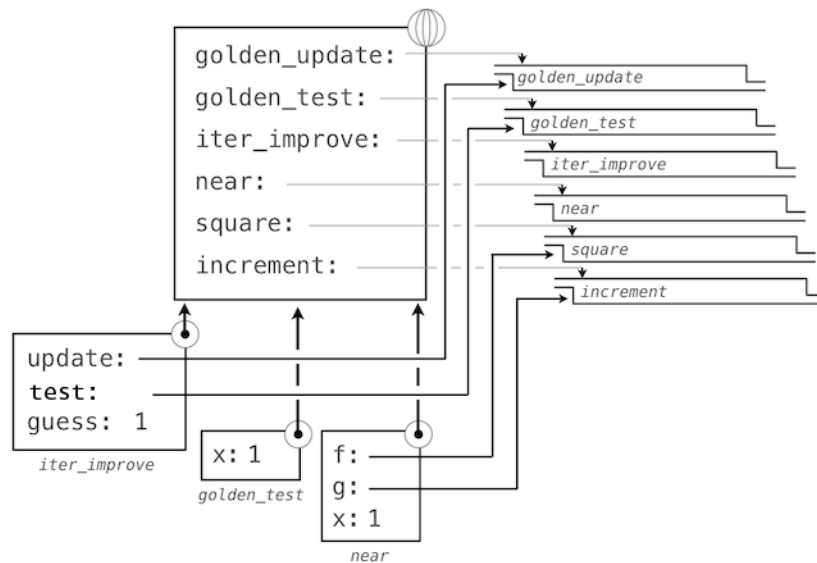 golden_update:
golden_test:
iter_improve:
near:
square:
increment:
golden_update
golden_test
iter_improve
near
square
increment
update:
test:
guess: 1
iter_improve
x: 1
golden_test
f:
g:
x: 1
near